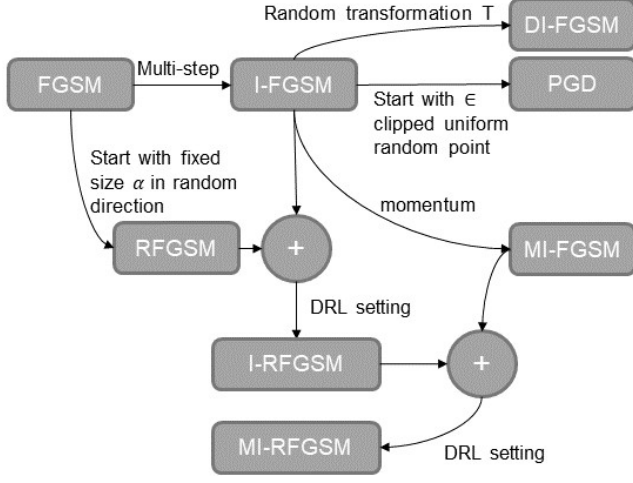 Random transformation T
DI-FGSM
FGSM
Multi-step
I-FGSM
PGD
Start with ∈
clipped uniform
random point
Start with fixed
size α in random
direction
momentum
RFGSM
+
MI-FGSM
DRL setting
I-RFGSM
+
MI-RFGSM
DRL setting